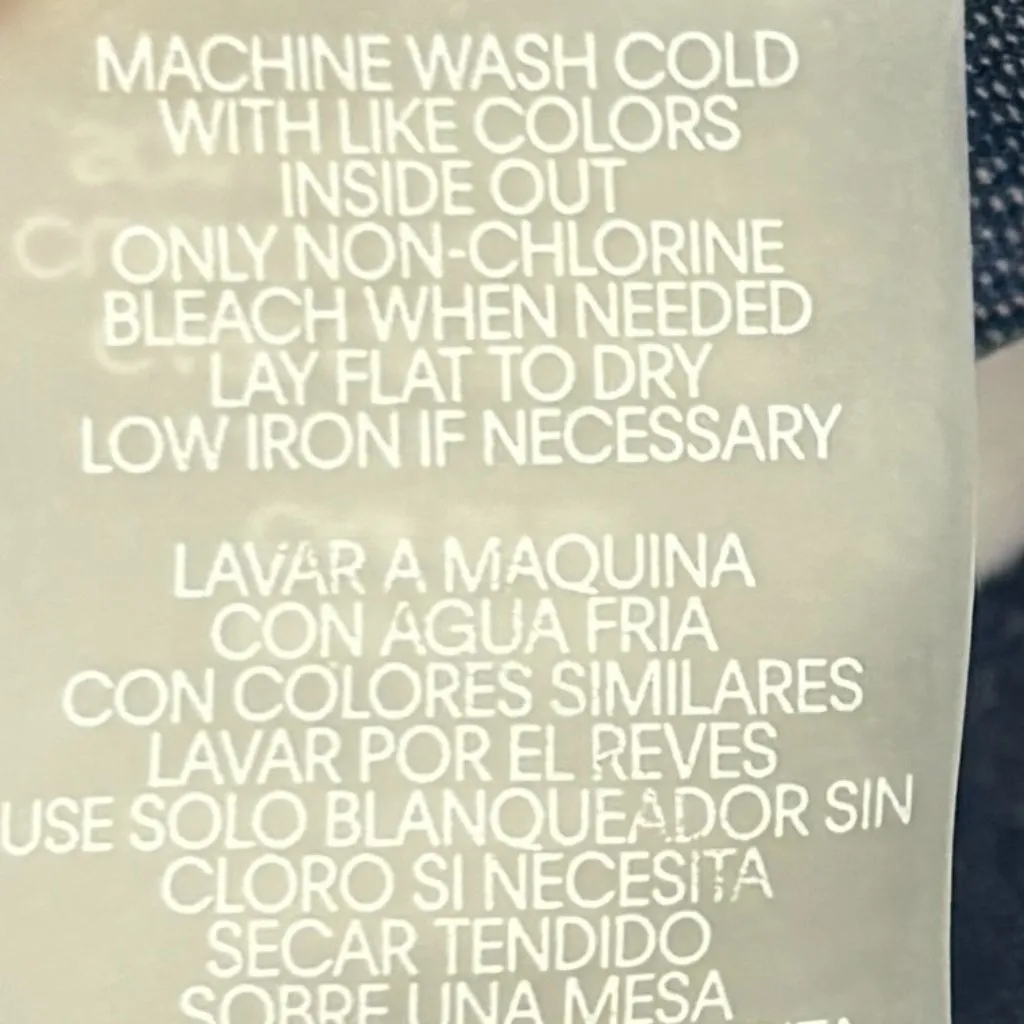 MACHINE WASH COLD
WITH LIKE COLORS
INSIDE OUT
ONLY NON-CHLORINE
BLEACH WHEN NEEDED
LAY FLAT TO DRY
LOW IRON IF NECESSARY
LAVAR A MAQUINA
CON AGUA FRIA
CON COLORES SIMILARES
LAVAR POR EL REVES
USE SOLO BLANQUEADOR SIN
CLORO SI NECESITA
SECAR TENDIDO
SOBRE UNA MESA